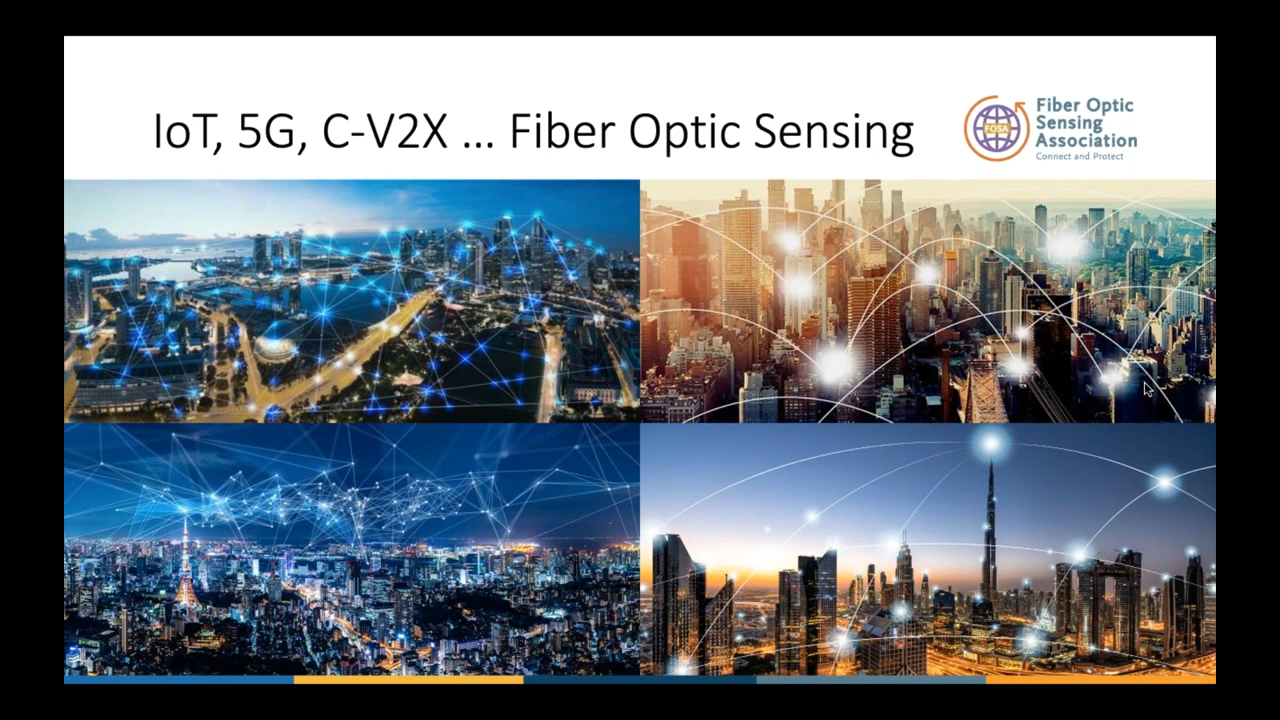 IoT, 5G, C-V2X ... Fiber Optic Sensing
FOSA
Fiber Optic
Sensing
Association
Connect and Protect